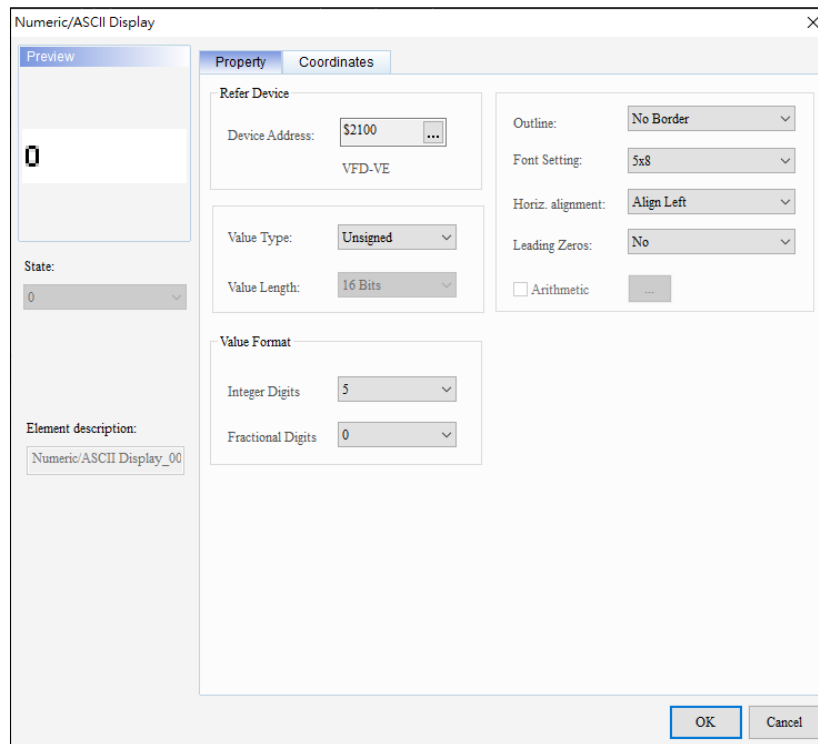 Numeric/ASCII Display
Preview
0
State:
0
Element description:
Numeric/ASCII Display_00
Property
Coordinates
Refer Device
Device Address:
$2100
...
VFD-VE
Value Type:
Unsigned
Value Length:
16 Bits
Value Format
Integer Digits
5
Fractional Digits
0
Outline:
No Border
Font Setting:
5x8
Horiz. alignment:
Align Left
Leading Zeros:
No
Arithmetic
...
OK
Cancel